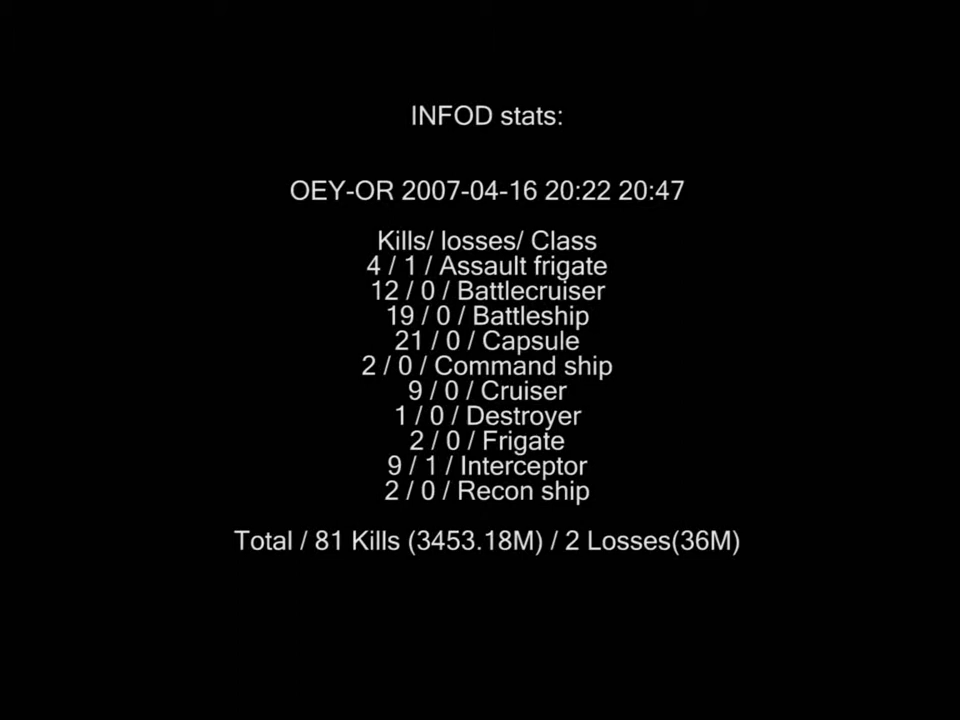 INFOD stats:
OEY-OR 2007-04-16 20:22 20:47
Kills/ losses/ Class
4 / 1 / Assault frigate
12 / 0 / Battlecruiser
19 / 0 / Battleship
21 / 0 / Capsule
2 / 0 / Command ship
9 / 0 / Cruiser
1 / 0 / Destroyer
2 / 0 / Frigate
9 / 1 / Interceptor
2 / 0 / Recon ship
Total / 81 Kills (3453.18M) / 2 Losses(36M)